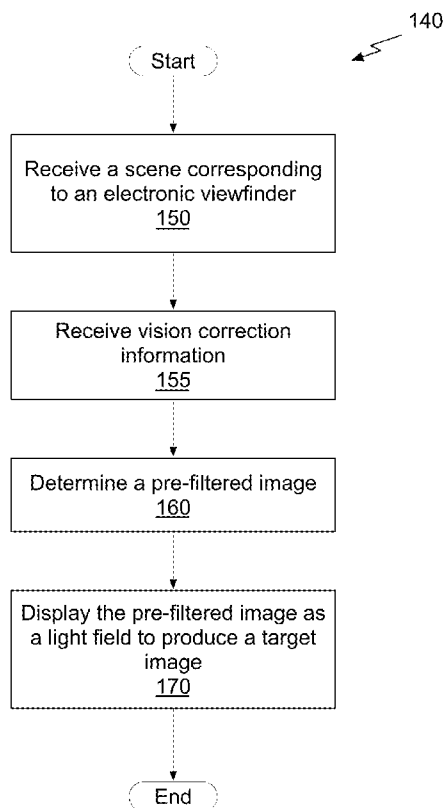 140
Start
Receive a scene corresponding
to an electronic viewfinder
150
Receive vision correction
information
155
Determine a pre-filtered image
160
Display the pre-filtered image as
a light field to produce a target
image
170
End